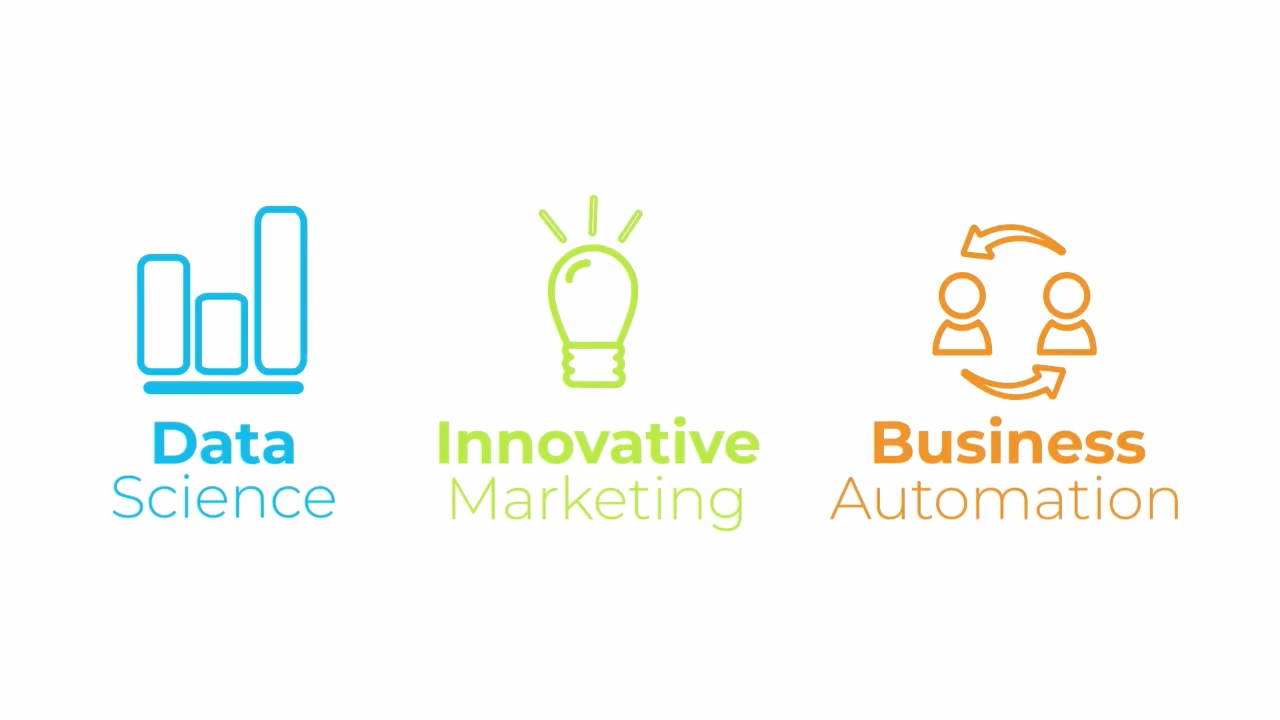 Data
Science
Innovative
Marketing
Business
Automation